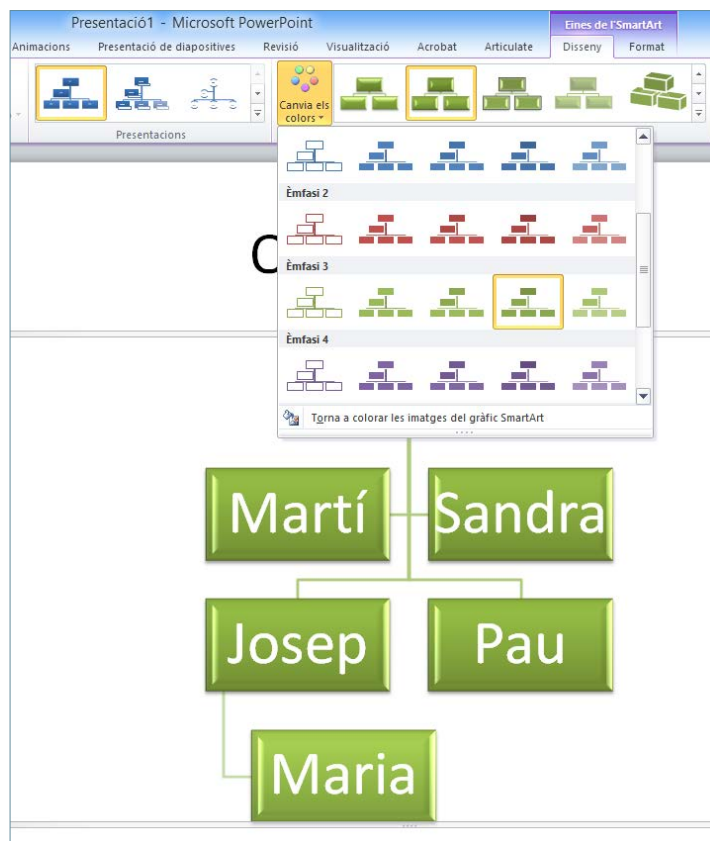 Presentació1 - Microsoft PowerPoint
Eines de l'SmartArt
Animacions Presentació de diapositives Revisió Visualització Acrobat Articulate Disseny Format
Canvia els
colors
Presentacions
Èmfasi 2
Èmfasi 3
Èmfasi 4
Torna a colorar les imatges del gràfic SmartArt
Martí Sandra
Josep Pau
Maria